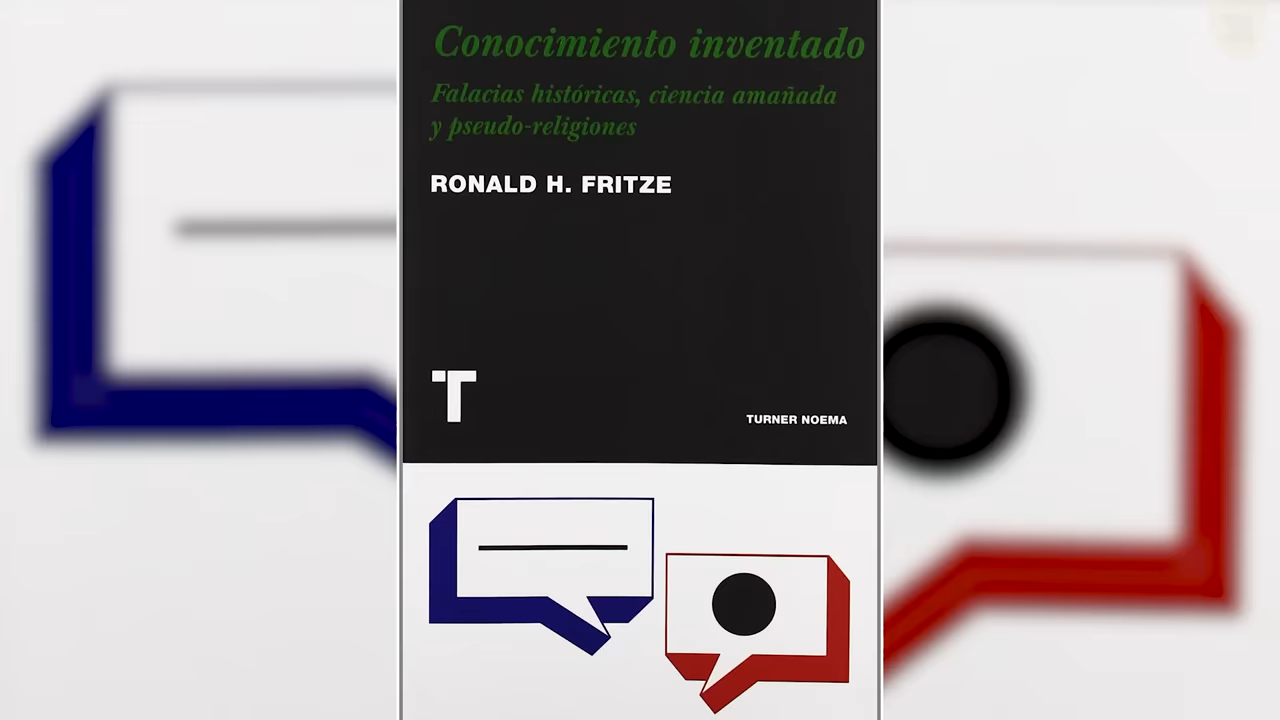 Conocimiento inventado
Falacias históricas, ciencia amañada
y pseudo-religiones
RONALD H. FRITZE
T
TURNER NOEMA